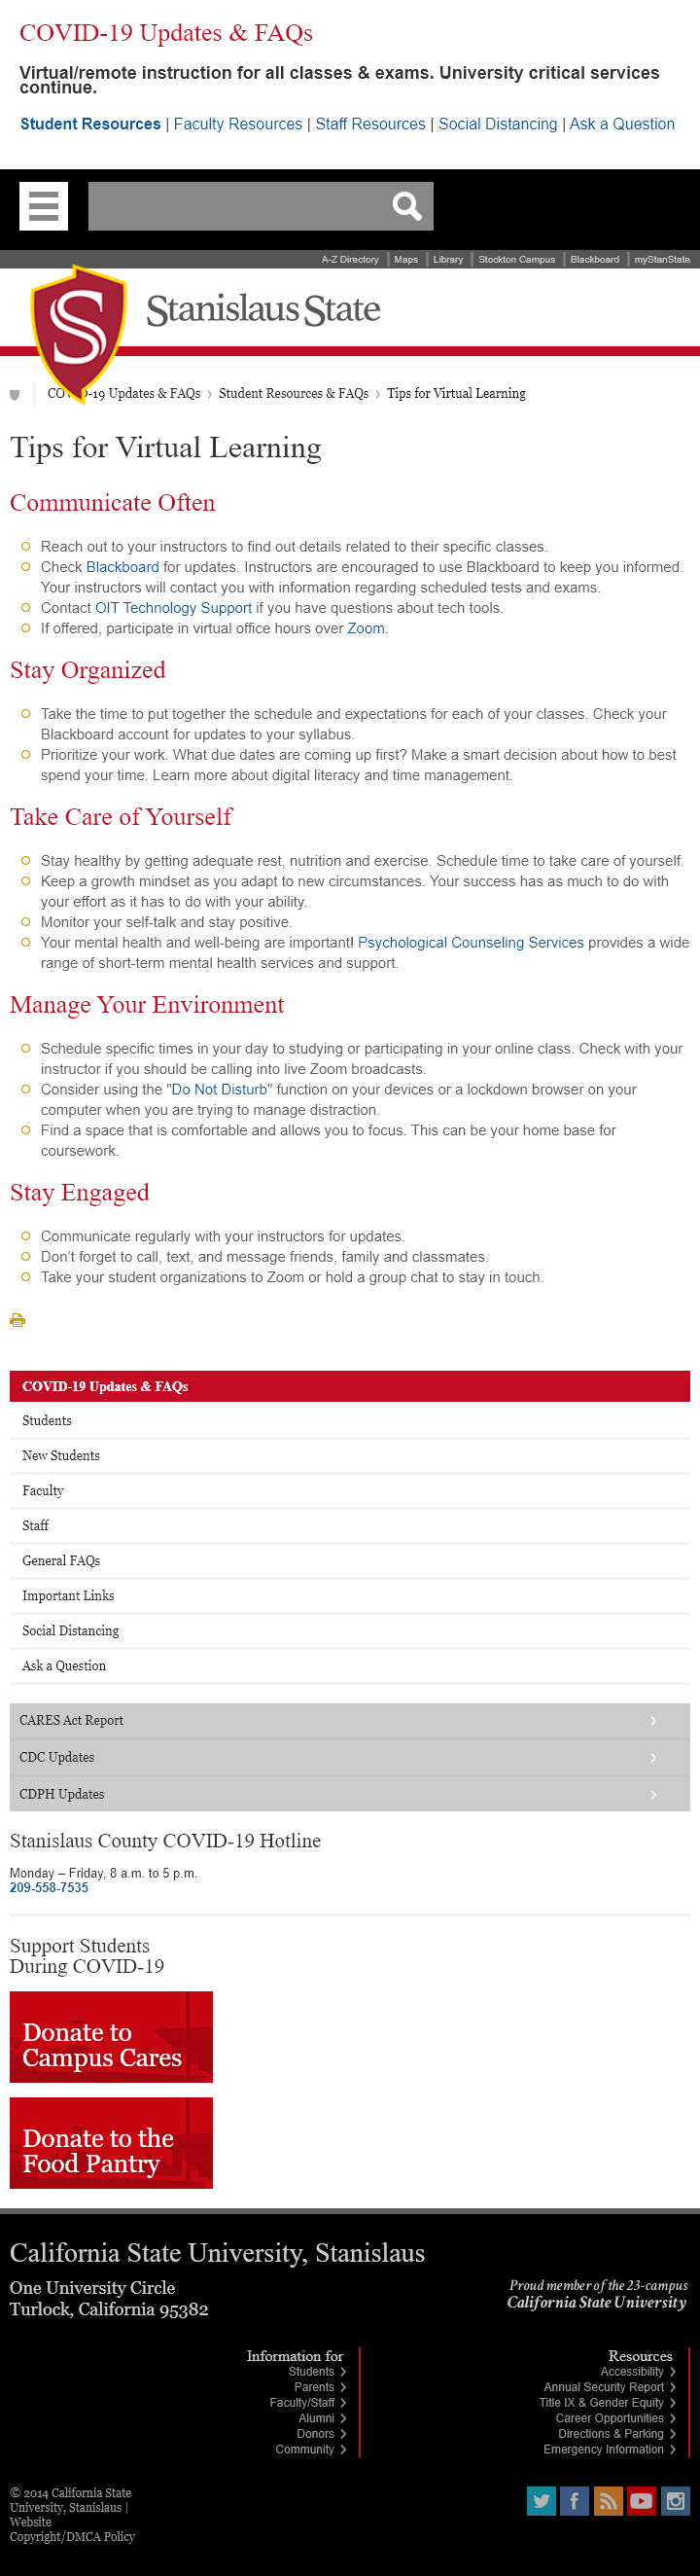 COVID-19 Updates & FAQs
Virtual/remote instruction for all classes & exams. University critical services
continue.
Student Resources | Faculty Resources | Staff Resources | Social Distancing | Ask a Question
A-Z Directory Maps Library Stockton Campus Blackboard myStanState
S Stanislaus State
COVID-19 Updates & FAQs > Student Resources & FAQs > Tips for Virtual Learning
Tips for Virtual Learning
Communicate Often
Reach out to your instructors to find out details related to their specific classes.
Check Blackboard for updates. Instructors are encouraged to use Blackboard to keep you informed.
Your instructors will contact you with information regarding scheduled tests and exams.
Contact OIT Technology Support if you have questions about tech tools.
If offered, participate in virtual office hours over Zoom.
Stay Organized
Take the time to put together the schedule and expectations for each of your classes. Check your
Blackboard account for updates to your syllabus.
Prioritize your work. What due dates are coming up first? Make a smart decision about how to best
spend your time. Learn more about digital literacy and time management.
Take Care of Yourself
Stay healthy by getting adequate rest, nutrition and exercise. Schedule time to take care of yourself.
Keep a growth mindset as you adapt to new circumstances. Your success has as much to do with
your effort as it has to do with your ability.
Monitor your self-talk and stay positive.
Your mental health and well-being are important! Psychological Counseling Services provides a wide
range of short-term mental health services and support.
Manage Your Environment
Schedule specific times in your day to studying or participating in your online class. Check with your
instructor if you should be calling into live Zoom broadcasts.
Consider using the "Do Not Disturb" function on your devices or a lockdown browser on your
computer when you are trying to manage distraction.
Find a space that is comfortable and allows you to focus. This can be your home base for
coursework.
Stay Engaged
Communicate regularly with your instructors for updates.
Don't forget to call, text, and message friends, family and classmates.
Take your student organizations to Zoom or hold a group chat to stay in touch.
COVID-19 Updates & FAQs
Students
New Students
Faculty
Staff
General FAQs
Important Links
Social Distancing
Ask a Question
CARES Act Report
CDC Updates
CDPH Updates
Stanislaus County COVID-19 Hotline
Monday – Friday, 8 a.m. to 5 p.m.
209-558-7535
Support Students
During COVID-19
Donate to
Campus Cares
Donate to the
Food Pantry
California State University, Stanislaus
One University Circle
Turlock, California 95382
Proud member of the 23-campus
California State University
Information for
Students
Parents
Faculty/Staff
Alumni
Donors
Community
Resources
Accessibility
Annual Security Report
Title IX & Gender Equity
Career Opportunities
Directions & Parking
Emergency Information
© 2014 California State
University, Stanislaus |
Website
Copyright/DMCA Policy